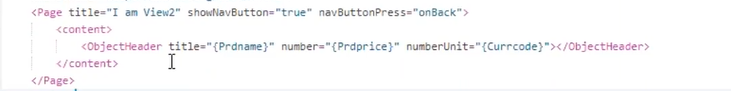 <Page title="I am View2" showNavButton="true" navButtonPress="onBack">
<content>
<ObjectHeader title="{Prdname}" number="{Prdprice}" numberUnit="{Currcode}"></ObjectHeader>
</content>
</Page>